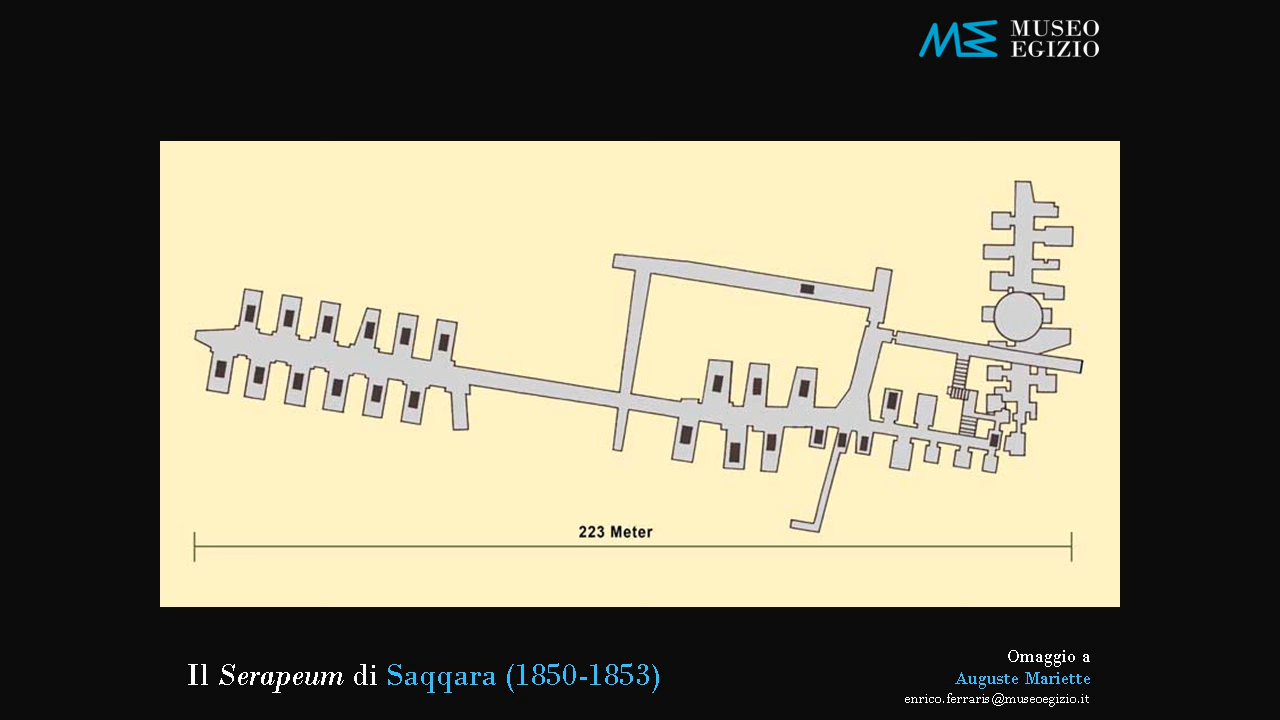 MUSEO
EGIZIO
223 Meter
Il Serapeum di Saqqara (1850-1853)
Omaggio a
Auguste Mariette
enrico.ferraris@museoegizio.it